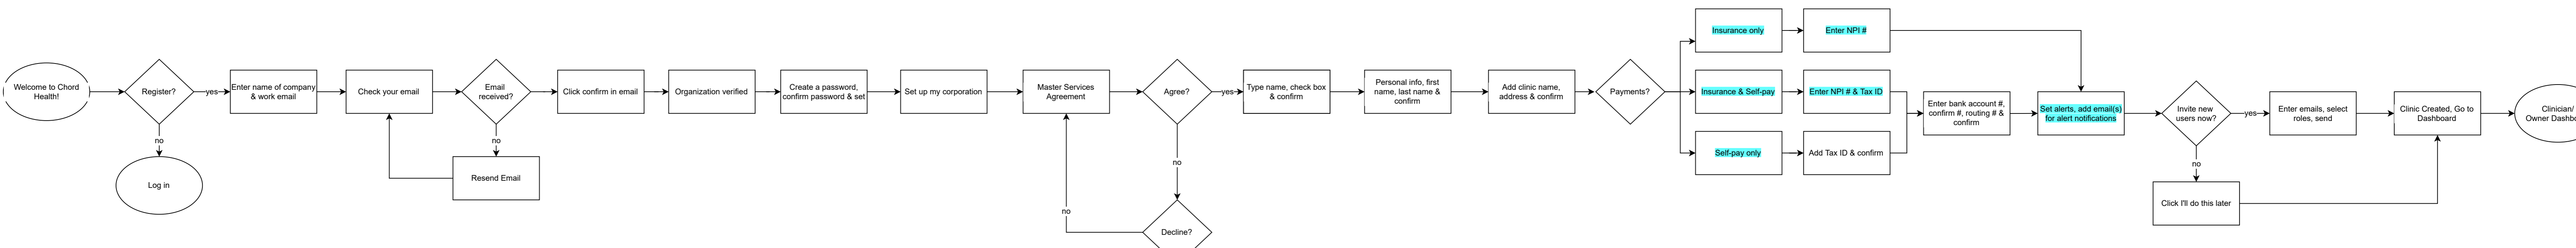 Welcome to Chord
Health!
Register?
yes
no
Log in
Enter name of company
& work email
Check your email
Email
received?
no
Resend Email
Click confirm in email
Organization verified
Create a password,
confirm password & set
Set up my corporation
Master Services
Agreement
Agree?
yes
no
Decline?
no
Type name, check box
& confirm
Personal info, first
name, last name &
confirm
Add clinic name,
address & confirm
Payments?
Insurance only
Enter NPI #
Insurance & Self-pay
Enter NPI # & Tax ID
Self-pay only
Add Tax ID & confirm
Enter bank account #,
confirm #, routing # &
confirm
Set alerts, add email(s)
for alert notifications
Invite new
users now?
yes
no
Click I'll do this later
Enter emails, select
roles, send
Clinic Created, Go to
Dashboard
Clinician/
Owner